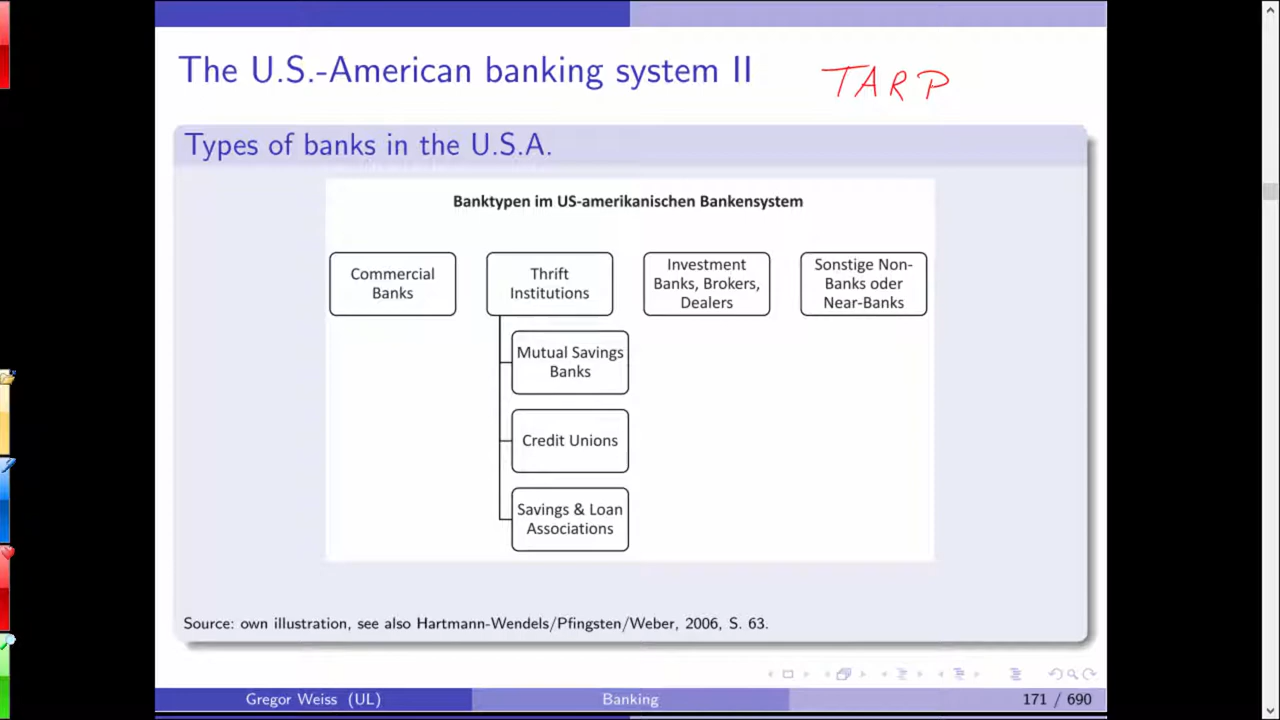 The U.S.-American banking system II
TARP
Types of banks in the U.S.A.
Banktypen im US-amerikanischen Bankensystem
Commercial
Banks
Thrift
Institutions
Investment
Banks, Brokers,
Dealers
Sonstige Non-
Banks oder
Near-Banks
Mutual Savings
Banks
Credit Unions
Savings & Loan
Associations
Source: own illustration, see also Hartmann-Wendels/Pfingsten/Weber, 2006, S. 63.
Gregor Weiss (UL)
Banking
171 / 690